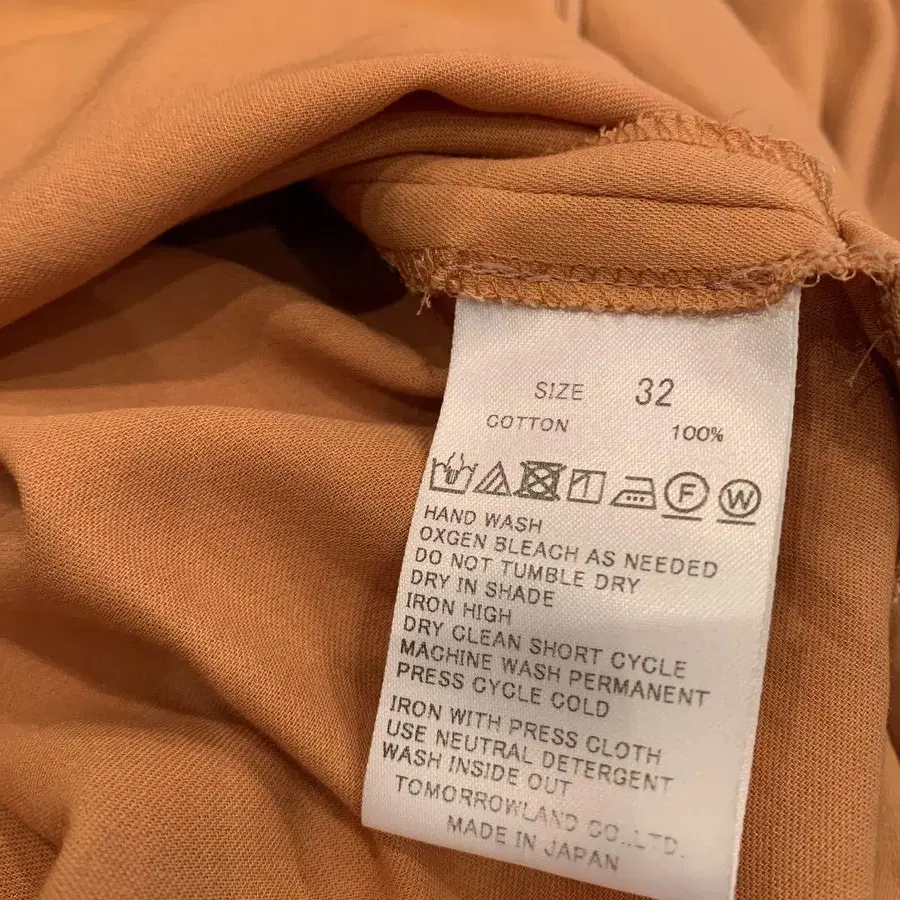 SIZE 32
COTTON 100%
F W
HAND WASH
OXGEN BLEACH AS NEEDED
DO NOT TUMBLE DRY
DRY IN SHADE
IRON HIGH
DRY CLEAN SHORT CYCLE
MACHINE WASH PERMANENT
PRESS CYCLE COLD
IRON WITH PRESS CLOTH
USE NEUTRAL DETERGENT
WASH INSIDE OUT
TOMORROWLAND CO.,LTD.
MADE IN JAPAN